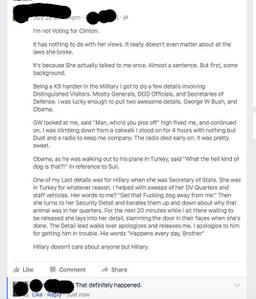 I'm not Voting for Clinton.
It has nothing to do with her views. It really doesn't even matter about all the
laws she broke.
It's because She actually talked to me once. Almost a sentence. But first, some
background.
Being a K9 handler in the Military I got to do a few details involving
Distinguished Visitors. Mostly Generals, DOD Officials, and Secretaries of
Defense. I was lucky enough to pull two awesome details. George W Bush, and
Obama.
GW looked at me, said "Man, who'd you piss off" high fived me, and continued
on. I was climbing down from a catwalk I stood on for 4 hours with nothing but
Dust and a radio to keep me company. The radio died early on. It was pretty
sweet.
Obama, as he was walking out to his plane in Turkey, said "What the hell kind of
dog is that?!" In reference to Suli.
One of my Last details was for Hillary when she was Secretary of State. She was
in Turkey for whatever reason. I helped with sweeps of her DV Quarters and
staff vehicles. Her words to me? "Get that Fucking dog away from me." Then
she turns to her Security Detail and berates them up and down about why that
animal was in her quarters. For the next 20 minutes while I sit there waiting to
be released she lays into her detail, slamming the door in their faces when she's
done. The Detail lead walks over apologizes and releases me. I apologize to him
for getting him in trouble. His words "Happens every day, Brother"
Hillary doesn't care about anyone but Hillary.
Like Comment Share
That definitely happened.
Like · Reply · Just now